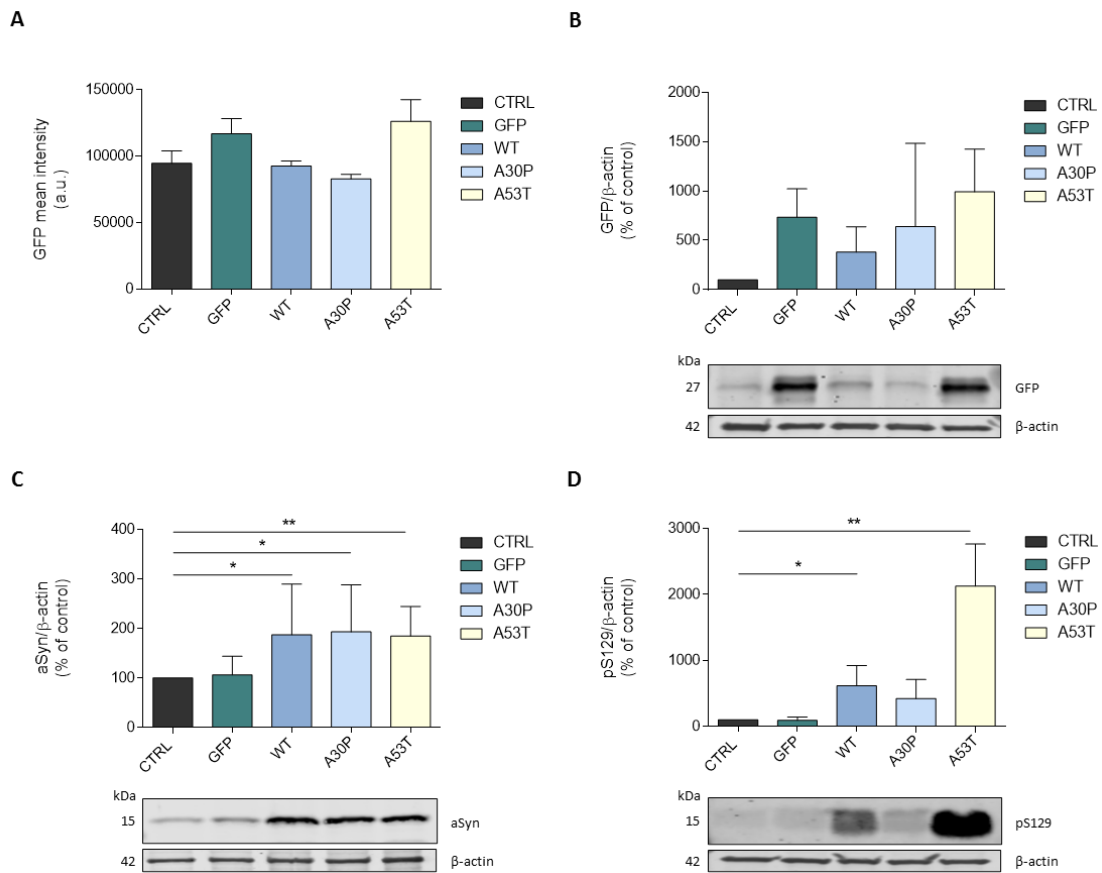 A
GFP mean intensity
(a.u.)
150000
100000
50000
0
CTRL
GFP
WT
A30P
A53T
CTRL
GFP
WT
A30P
A53T
B
GFP/β-actin
(% of control)
2000
1500
1000
500
0
CTRL
GFP
WT
A30P
A53T
CTRL
GFP
WT
A30P
A53T
kDa
27
GFP
42
β-actin
C
aSyn/β-actin
(% of control)
400
300
200
100
0
**
*
*
CTRL
GFP
WT
A30P
A53T
CTRL
GFP
WT
A30P
A53T
kDa
15
aSyn
42
β-actin
D
pS129/β-actin
(% of control)
3000
2000
1000
0
**
*
CTRL
GFP
WT
A30P
A53T
CTRL
GFP
WT
A30P
A53T
kDa
15
pS129
42
β-actin